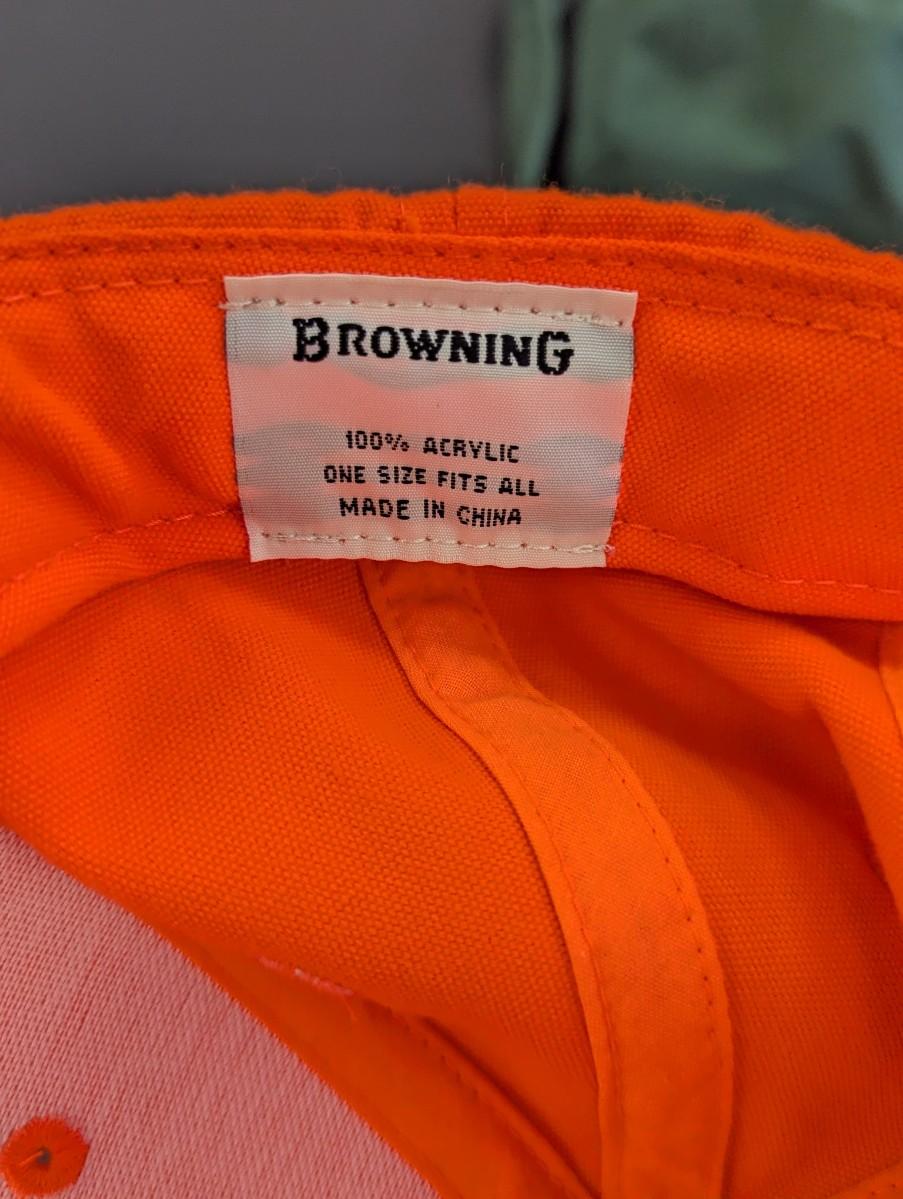 BROWNING
100% ACRYLIC
ONE SIZE FITS ALL
MADE IN CHINA